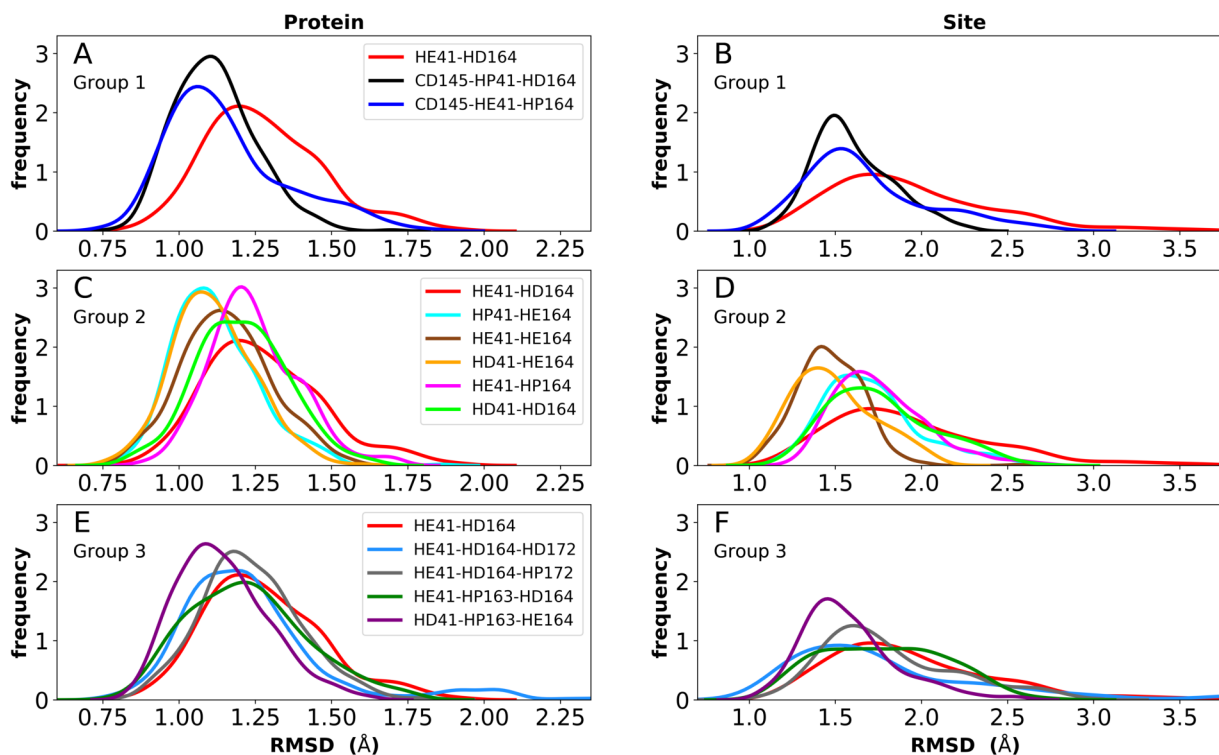 Protein
Site
A
Group 1
HE41-HD164
CD145-HP41-HD164
CD145-HE41-HP164
frequency
3
2
1
0
0.75 1.00 1.25 1.50 1.75 2.00 2.25
B
Group 1
frequency
3
2
1
0
1.0 1.5 2.0 2.5 3.0 3.5
C
Group 2
HE41-HD164
HP41-HE164
HE41-HE164
HD41-HE164
HE41-HP164
HD41-HD164
frequency
3
2
1
0
0.75 1.00 1.25 1.50 1.75 2.00 2.25
D
Group 2
frequency
3
2
1
0
1.0 1.5 2.0 2.5 3.0 3.5
E
Group 3
HE41-HD164
HE41-HD164-HD172
HE41-HD164-HP172
HE41-HP163-HD164
HD41-HP163-HE164
frequency
3
2
1
0
0.75 1.00 1.25 1.50 1.75 2.00 2.25
RMSD (Å)
F
Group 3
frequency
3
2
1
0
1.0 1.5 2.0 2.5 3.0 3.5
RMSD (Å)